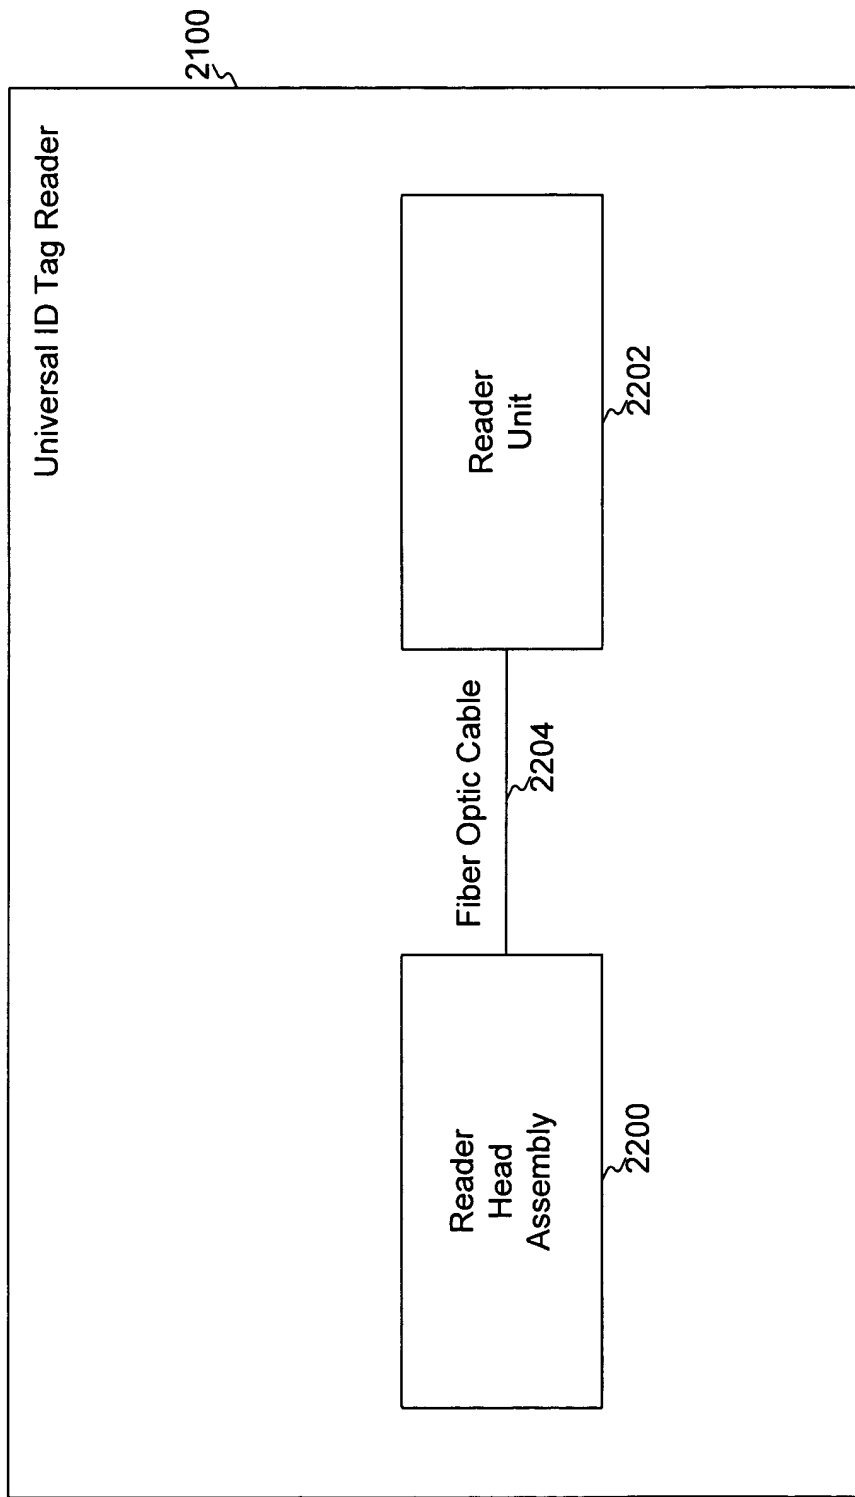 2100
Universal ID Tag Reader
Reader
Head
Assembly
2200
Fiber Optic Cable
2204
Reader
Unit
2202